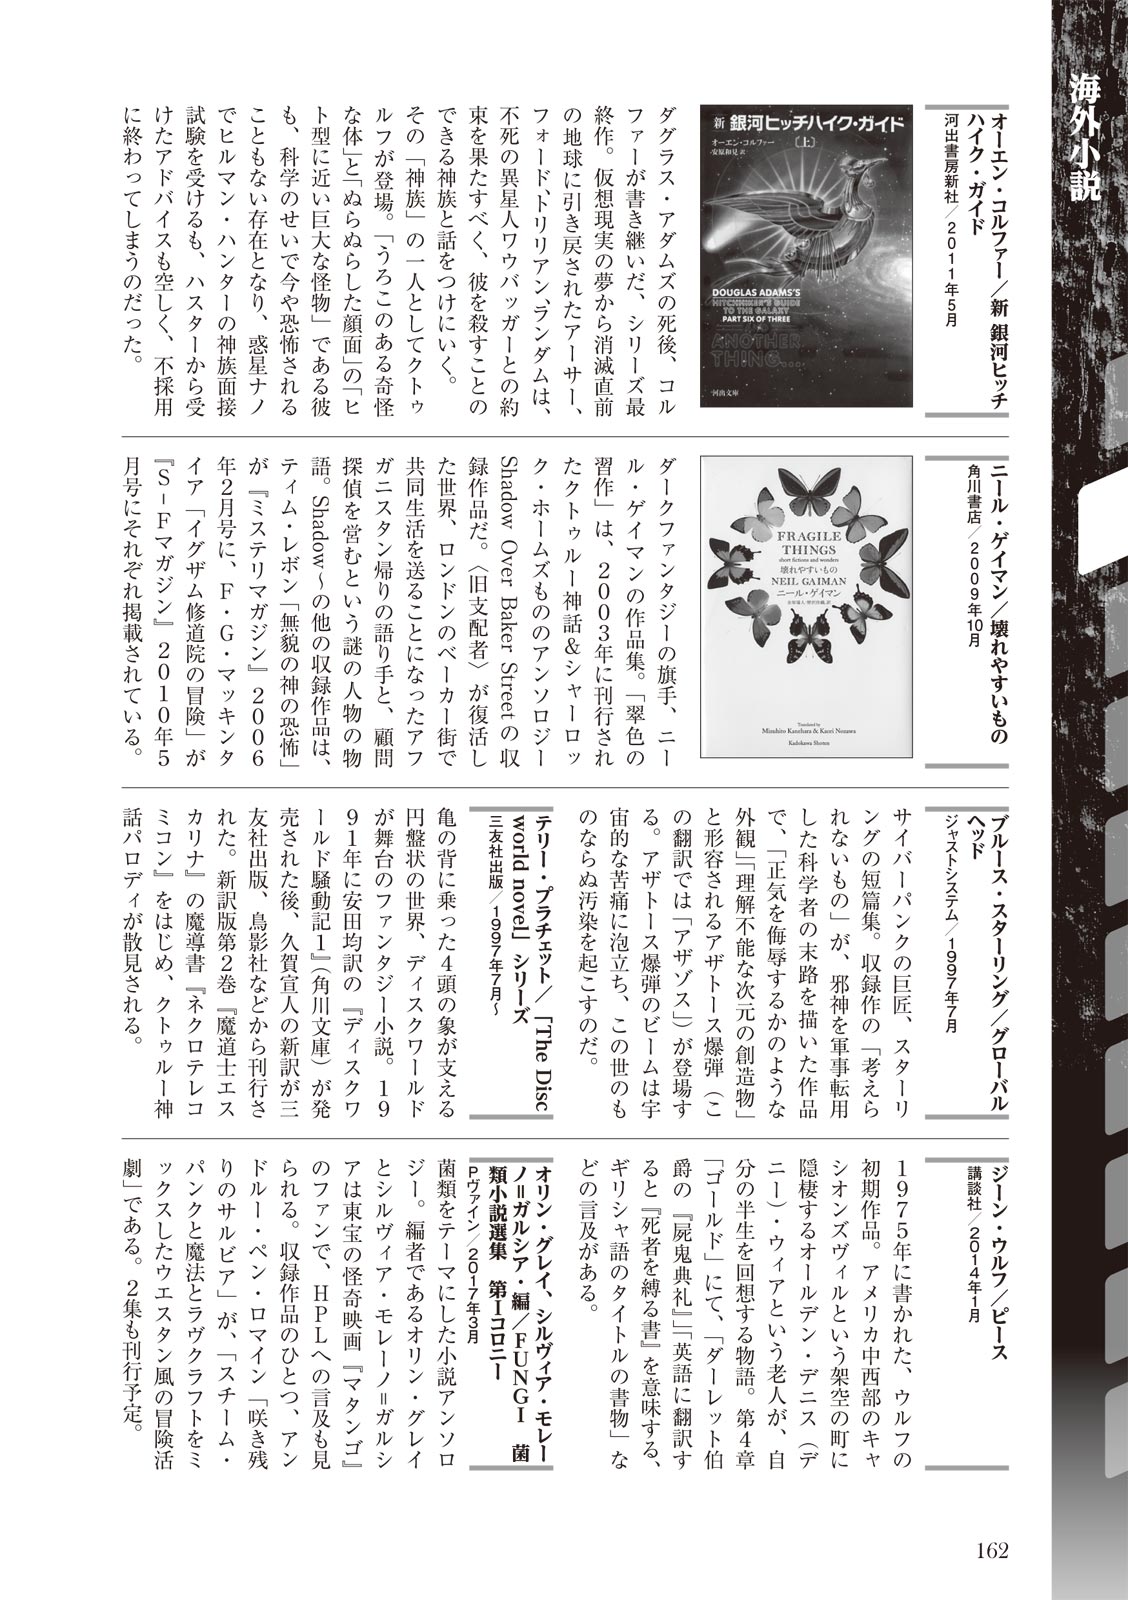 海外小説
オーエン・コルファー／新 銀河ヒッチ
ハイク・ガイド
河出書房新社／2011年5月
新 銀河ヒッチハイク・ガイド
［上］
オーエン・コルファー
安原和見 訳
DOUGLAS ADAMS'S
HITCHHIKER'S GUIDE
TO THE GALAXY
PART SIX OF THREE
AND ANOTHER
THING...
河出文庫
ダグラス・アダムズの死後、コル
ファーが書き継いだ、シリーズ最
終作。仮想現実の夢から消滅直前
の地球に引き戻されたアーサー、
フォード、トリリアン、ランダムは、
不死の異星人ワウバッガーとの約
束を果たすべく、彼を殺すことの
できる神族と話をつけにいく。
その「神族」の一人としてクトゥ
ルフが登場。「うろこのある奇怪
な体」と「ぬらぬらした顔面」の「ヒ
ト型に近い巨大な怪物」である彼
も、科学のせいで今や恐怖される
こともない存在となり、惑星ナノ
でヒルマン・ハンターの神族面接
試験を受けるも、ハスターから受
けたアドバイスも空しく、不採用
に終わってしまうのだった。
ニール・ゲイマン／壊れやすいもの
角川書店／2009年10月
FRAGILE
THINGS
short fictions and wonders
壊れやすいもの
NEIL GAIMAN
ニール・ゲイマン
金原瑞人／野沢佳織 訳
Translated by
Mizuhito Kanehara & Kaori Nozawa
Kadokawa Shoten
ダークファンタジーの旗手、ニー
ル・ゲイマンの作品集。「翠色の
習作」は、2003年に刊行され
たクトゥルー神話＆シャーロッ
ク・ホームズもののアンソロジー
Shadow Over Baker Streetの収
録作品だ。〈旧支配者〉が復活し
た世界、ロンドンのベーカー街で
共同生活を送ることになったアフ
ガニスタン帰りの語り手と、顧問
探偵を営むという謎の人物の物
語。Shadow〜の他の収録作品は、
ティム・レボン「無貌の神の恐怖」
が『ミステリマガジン』2006
年2月号に、F・G・マッキンタ
イア「イグザム修道院の冒険」が
『S-Fマガジン』2010年5
月号にそれぞれ掲載されている。
ブルース・スターリング／グローバル
ヘッド
ジャストシステム／1997年7月
サイバーパンクの巨匠、スターリ
ングの短篇集。収録作の「考えら
れないもの」が、邪神を軍事転用
した科学者の末路を描いた作品
で、「正気を侮辱するかのような
外観」「理解不能な次元の創造物」
と形容されるアザトース爆弾（こ
の翻訳では「アザゾス」）が登場す
る。アザトース爆弾のビームは宇
宙的な苦痛に泡立ち、この世のも
のならぬ汚染を起こすのだ。
テリー・プラチェット／「The Disc
world novel」シリーズ
三友社出版／1997年7月〜
亀の背に乗った4頭の象が支える
円盤状の世界、ディスクワールド
が舞台のファンタジー小説。19
91年に安田均訳の『ディスクワ
ールド騒動記1』（角川文庫）が発
売された後、久賀宣人の新訳が三
友社出版、鳥影社などから刊行さ
れた。新訳版第2巻『魔道士エス
カリナ』の魔導書『ネクロテレコ
ミコン』をはじめ、クトゥルー神
話パロディが散見される。
ジーン・ウルフ／ピース
講談社／2014年1月
1975年に書かれた、ウルフの
初期作品。アメリカ中西部のキャ
シオンズヴィルという架空の町に
隠棲するオールデン・デニス（デ
ニー）・ウィアという老人が、自
分の半生を回想する物語。第4章
「ゴールド」にて、「ダーレット伯
爵の『屍鬼典礼』」「英語に翻訳す
ると『死者を縛る書』を意味する、
ギリシャ語のタイトルの書物」な
どの言及がある。
オリン・グレイ、シルヴィア・モレー
ノ＝ガルシア・編／FUNGI 菌
類小説選集 第Ⅰコロニー
P.ヴァイン／2017年3月
菌類をテーマにした小説アンソロ
ジー。編者であるオリン・グレイ
とシルヴィア・モレーノ＝ガルシ
アは東宝の怪奇映画『マタンゴ』
のファンで、HPLへの言及も見
られる。収録作品のひとつ、アン
ドルー・ペン・ロマイン「咲き残
りのサルビア」が、「スチーム・
パンクと魔法とラヴクラフトをミ
ックスしたウエスタン風の冒険活
劇」である。2集も刊行予定。
162